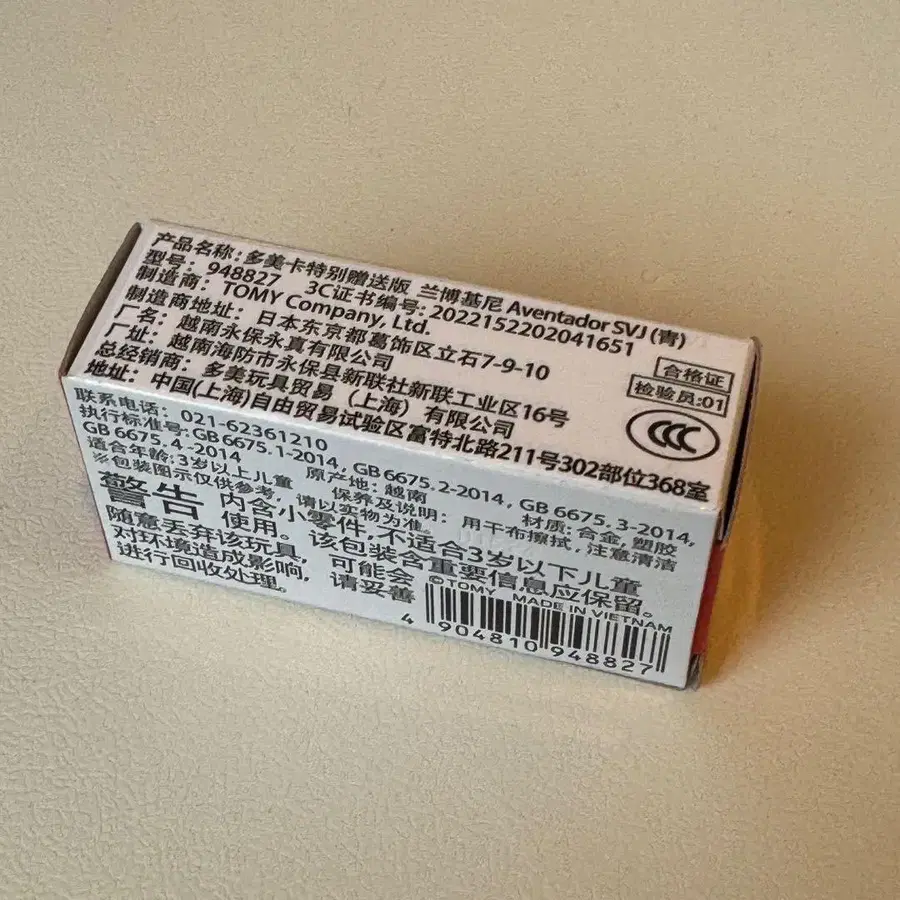 产品名称:多美卡特别赠送版 兰博基尼 Aventador SVJ (青)
型号: 948827 3C证书编号: 2022152202041651
制造商: TOMY Company, Ltd.
制造商地址: 日本东京都葛饰区立石7-9-10
厂名: 越南永保永真有限公司
厂址: 越南海防市永保县新联社新联工业区16号
总经销商: 多美玩具贸易 (上海) 有限公司
地址: 中国(上海)自由贸易试验区富特北路211号302部位368室
合格证
检验员:01
CCC
联系电话: 021-62361210
执行标准号: GB 6675.1-2014, GB 6675.2-2014, GB 6675.3-2014,
GB 6675.4-2014
材质: 合金,塑胶
适合年龄:3岁以上儿童 原产地: 越南 保养及说明: 用干布擦拭,注意清洁
※包装图示仅供参考, 请以实物为准。
警告 内含小零件,不适合3岁以下儿童
使用。该包装含重要信息应保留。
随意丢弃该玩具, 可能会
对环境造成影响, 请妥善
进行回收处理。
©TOMY MADE IN VIETNAM
4 904810 948827